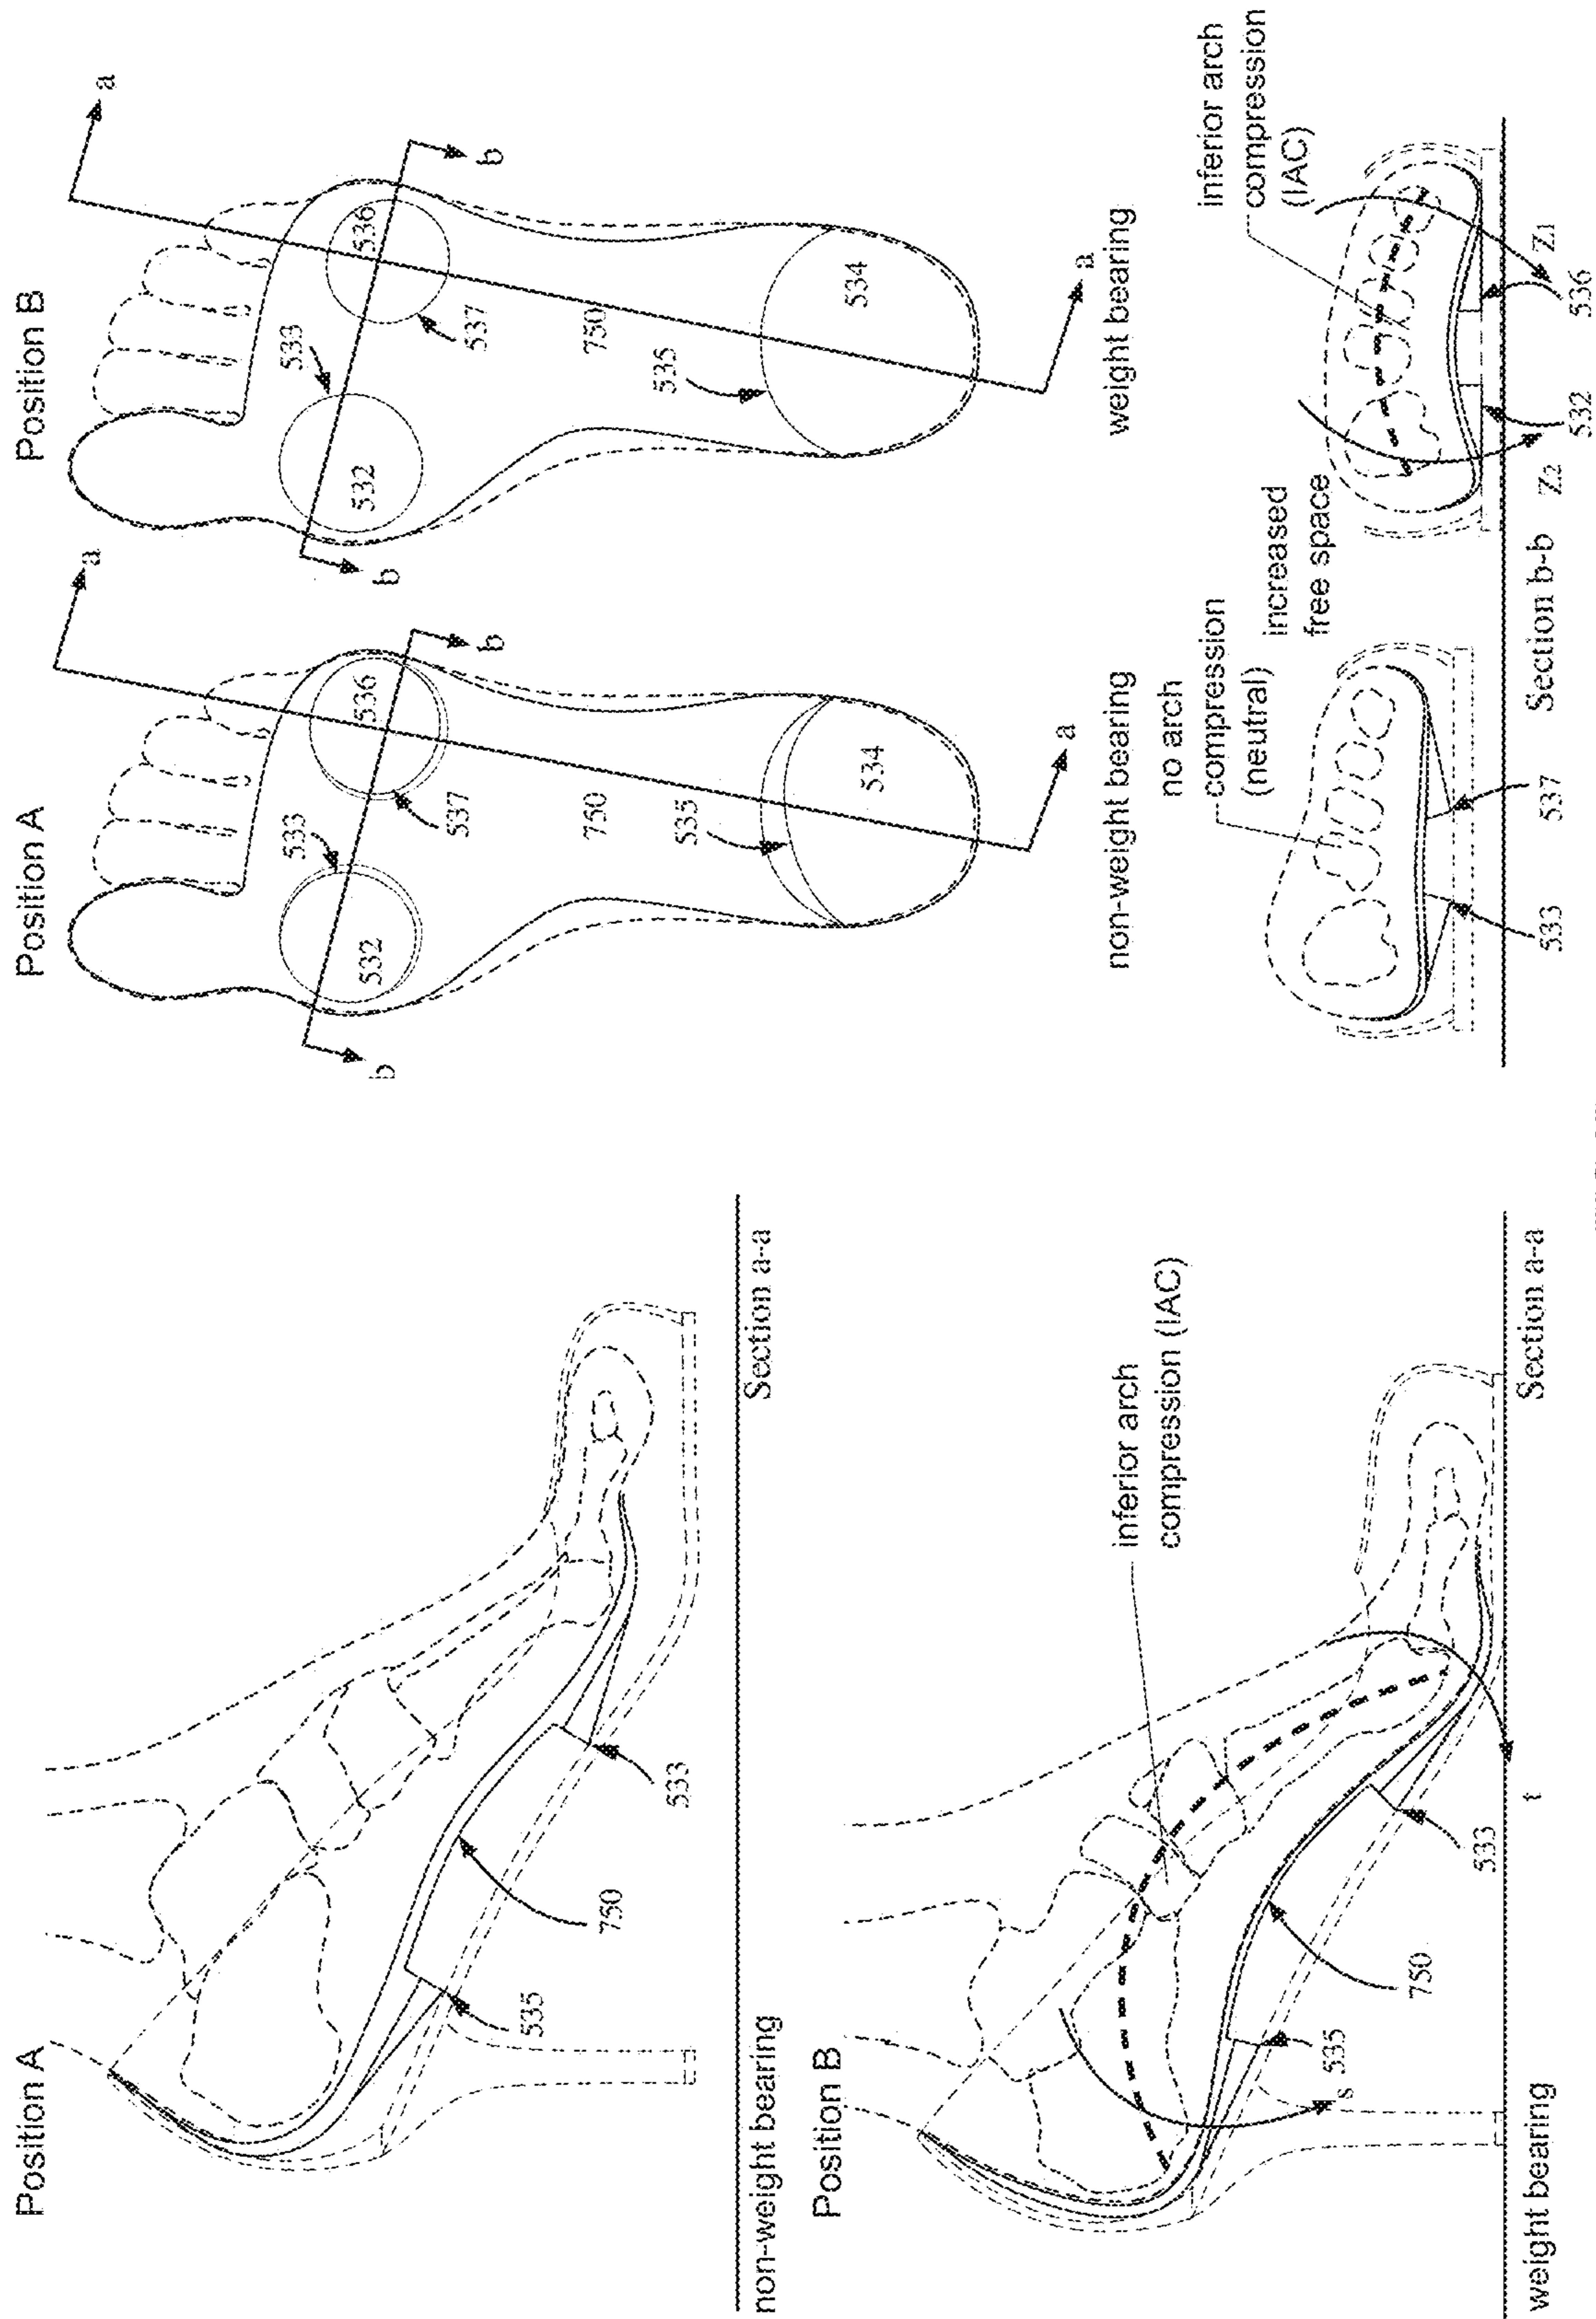 Position A
535
750
533
non-weight bearing
Section a-a
Position B
inferior arch
compression (IAC)
s
535
750
533
t
weight bearing
Section a-a
Position A
a
b
533
532
536
537
b
750
535
534
a
non-weight bearing
Position B
a
b
533
532
536
537
b
750
535
534
a
weight bearing
no arch
compression
(neutral)
533
537
increased
free space
inferior arch
compression
(IAC)
Section b-b
Z2
532
Z1
536